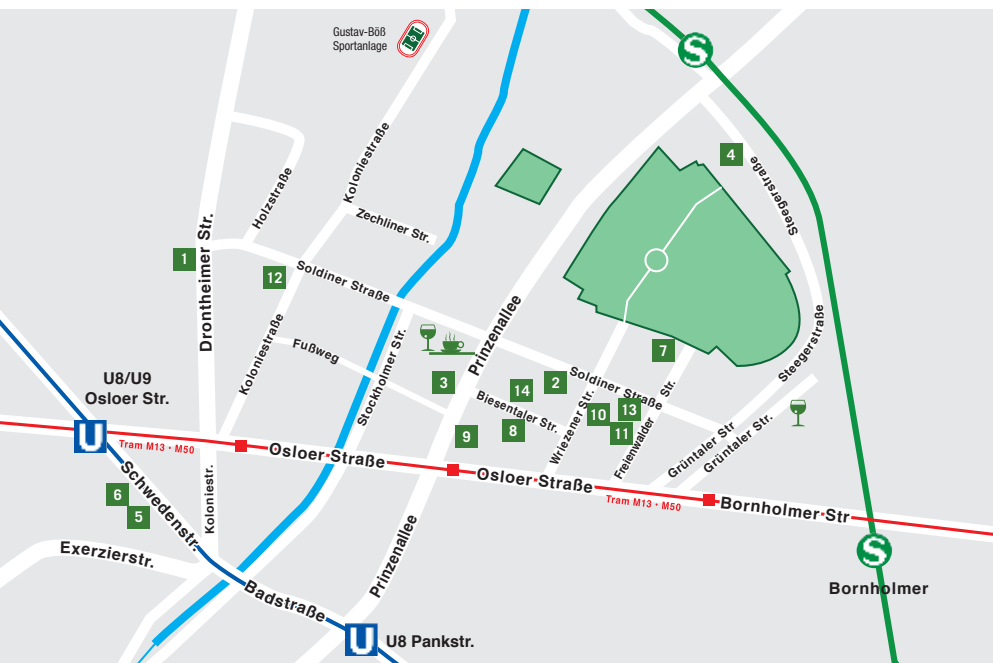 Gustav-Böß
Sportanlage
S
4
Koloniestraße
Steegerstraße
Holzstraße
Zechliner Str.
1
Drontheimer Str.
12
Soldiner Straße
Prinzenallee
Koloniestraße
Fußweg
Stockholmer Str.
7
Steegerstraße
U8/U9
Osloer Str.
3
14
2
Soldiner Straße
Biesentaler Str.
Wriezener Str.
Freienwalder Str.
10
13
11
8
9
Grüntaler Str
Grüntaler Str.
U
Tram M13 • M50
Osloer Straße
Osloer Straße
Tram M13 • M50
Bornholmer Str
Schwedenstr.
Koloniestr.
6
5
Exerzierstr.
Prinzenallee
S
Bornholmer
Badstraße
U
U8 Pankstr.